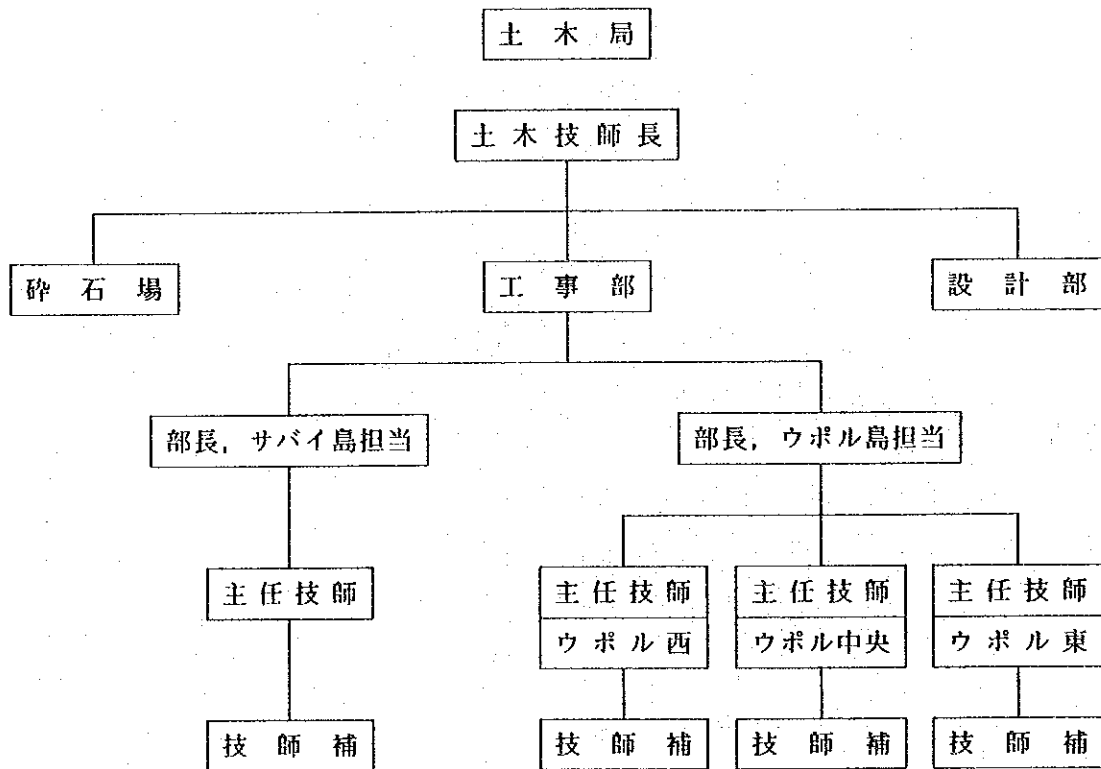 土木局
土木技師長
砕石場
工事部
設計部
部長，サバイ島担当
部長，ウポル島担当
主任技師
主任技師
主任技師
主任技師
ウポル西
ウポル中央
ウポル東
技師補
技師補
技師補
技師補